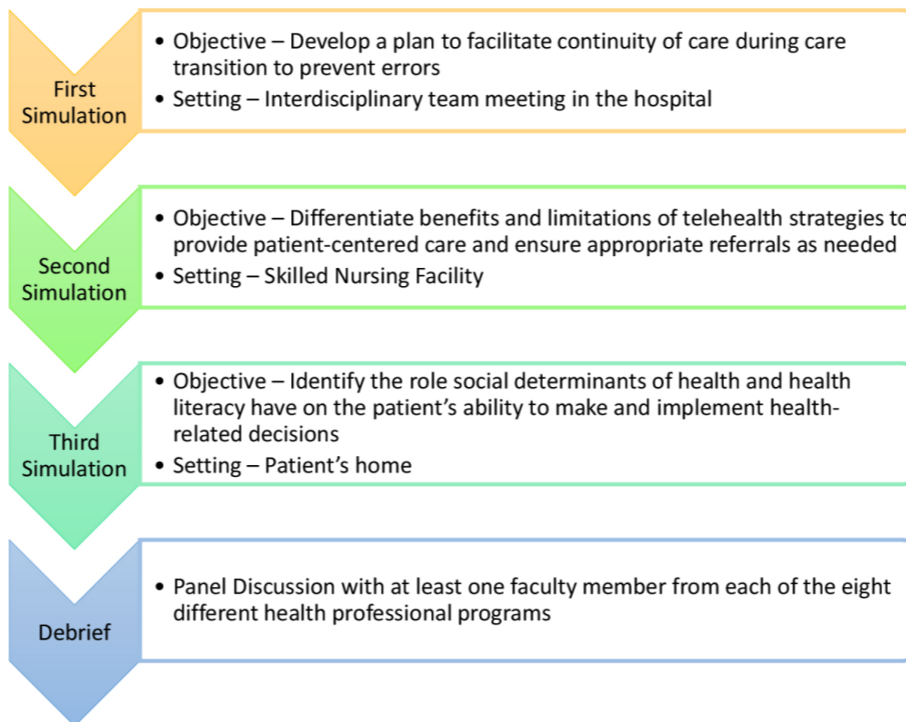 First
Simulation
• Objective – Develop a plan to facilitate continuity of care during care
transition to prevent errors
• Setting – Interdisciplinary team meeting in the hospital
Second
Simulation
• Objective – Differentiate benefits and limitations of telehealth strategies to
provide patient-centered care and ensure appropriate referrals as needed
• Setting – Skilled Nursing Facility
Third
Simulation
• Objective – Identify the role social determinants of health and health
literacy have on the patient’s ability to make and implement health-
related decisions
• Setting – Patient’s home
Debrief
• Panel Discussion with at least one faculty member from each of the eight
different health professional programs